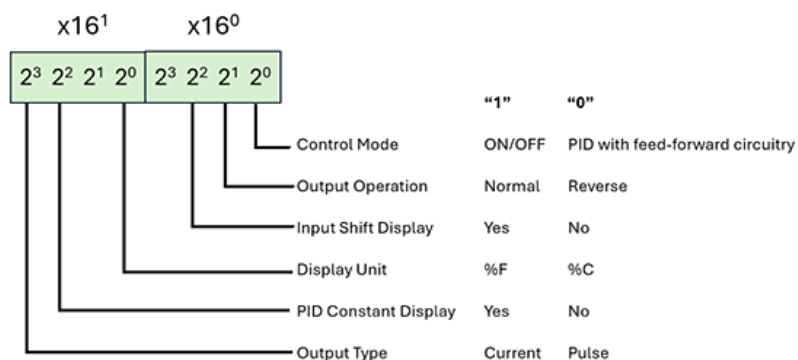 x16¹ x16⁰
2³ 2² 2¹ 2⁰ 2³ 2² 2¹ 2⁰
“1” “0”
Control Mode ON/OFF PID with feed-forward circuitry
Output Operation Normal Reverse
Input Shift Display Yes No
Display Unit %F %C
PID Constant Display Yes No
Output Type Current Pulse